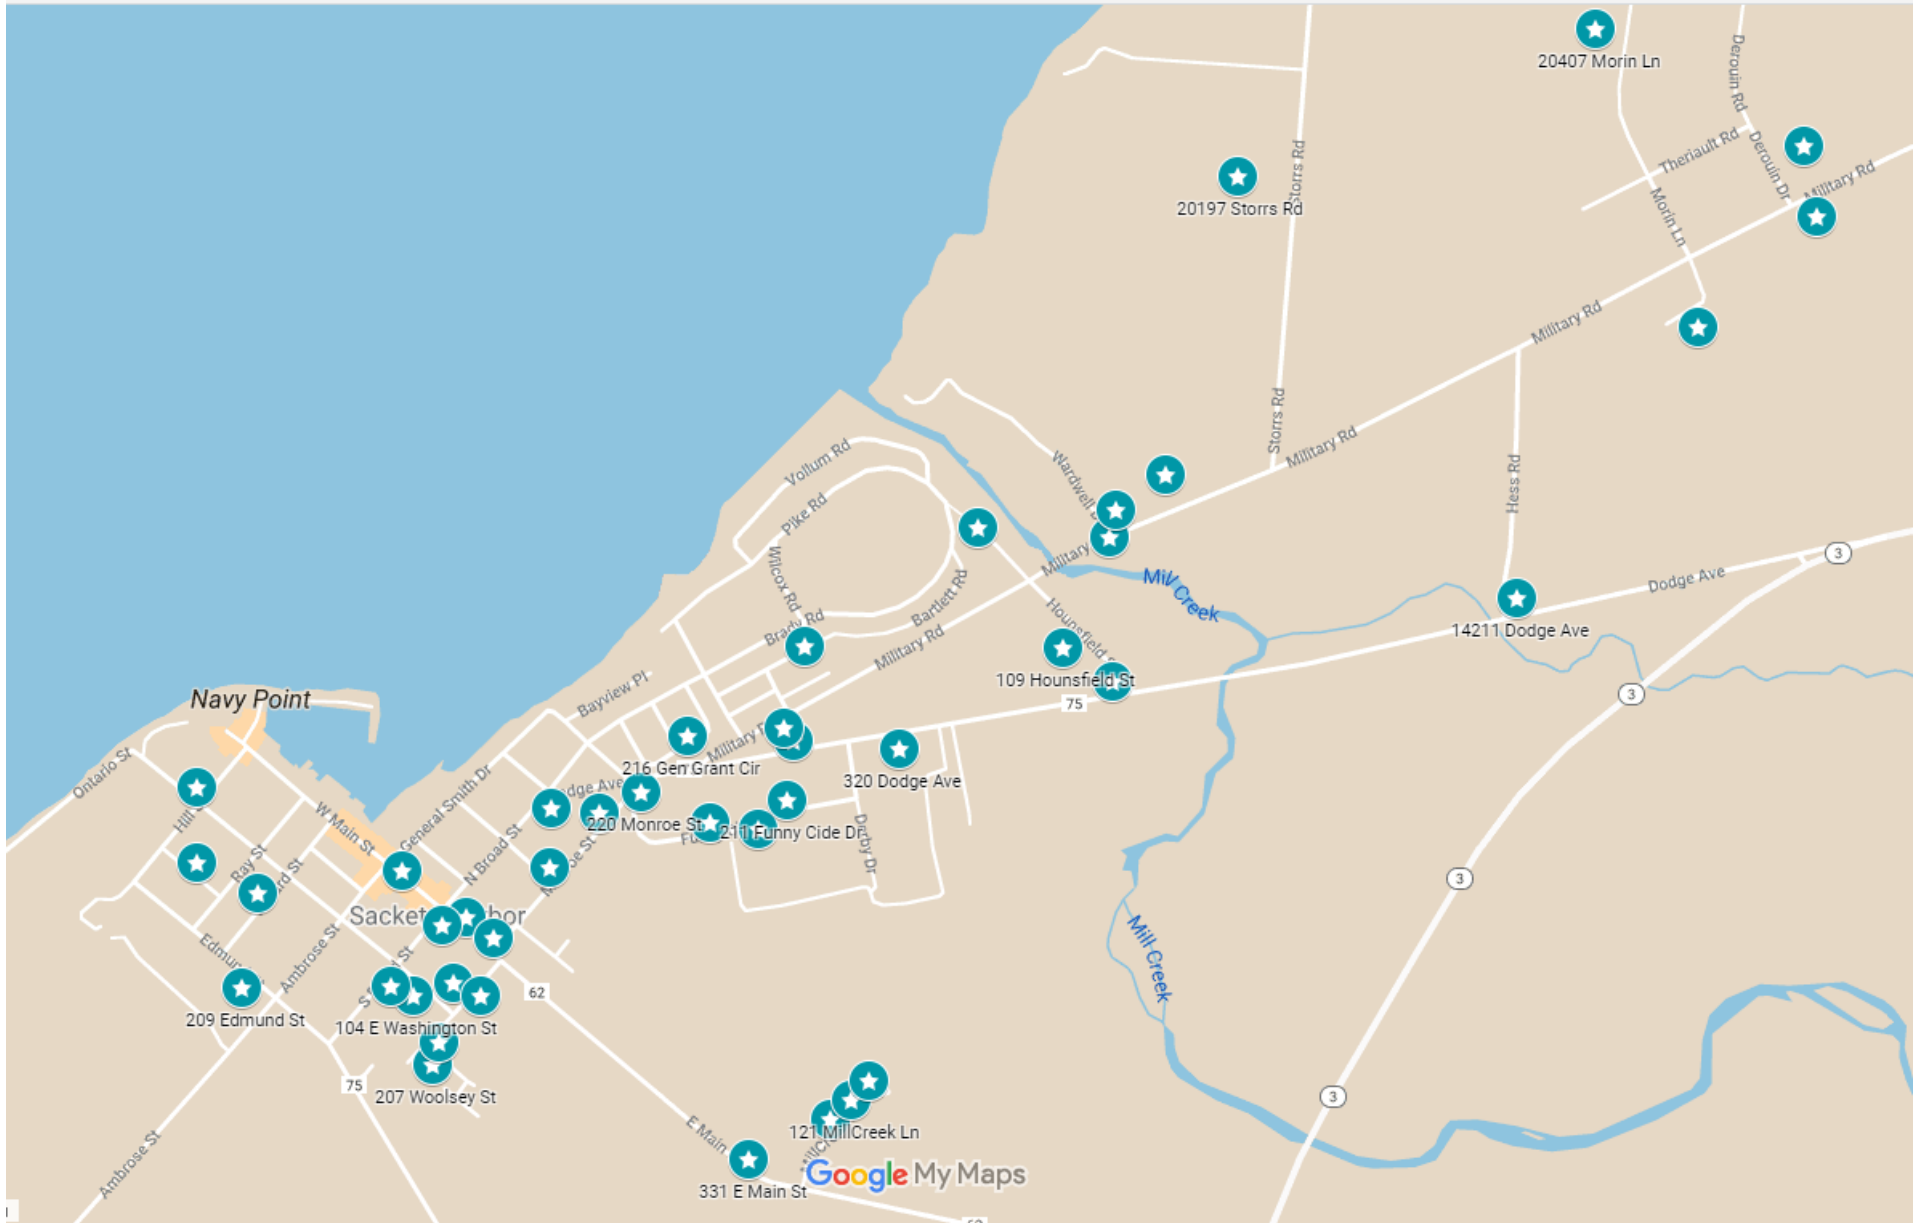 20407 Morin Ln
Derouin Rd
Theriault Rd
Derouin Dr
Military Rd
Storrs Rd
20197 Storrs Rd
Morin Ln
Military Rd
Storrs Rd
Military Rd
Vollum Rd
Wardwell
Pike Rd
Hess Rd
Wilcox Rd
Military
3
Mill Creek
Dodge Ave
Bartlett Rd
Brady Rd
Hounsfield
Military Rd
14211 Dodge Ave
109 Hounsfield St
Bayview Pl
Navy Point
3
75
Military
216 Gen Grant Cir
320 Dodge Ave
Ontario St
General Smith Dr
Hill
W Main St
220 Monroe St
211 Funny Cide Dr
N Broad St
Derby Dr
Ray St
3
Ambrose St
Mill Creek
62
209 Edmund St
104 E Washington St
75
207 Woolsey St
3
E Main
121 MillCreek Ln
Ambrose St
Google My Maps
331 E Main St